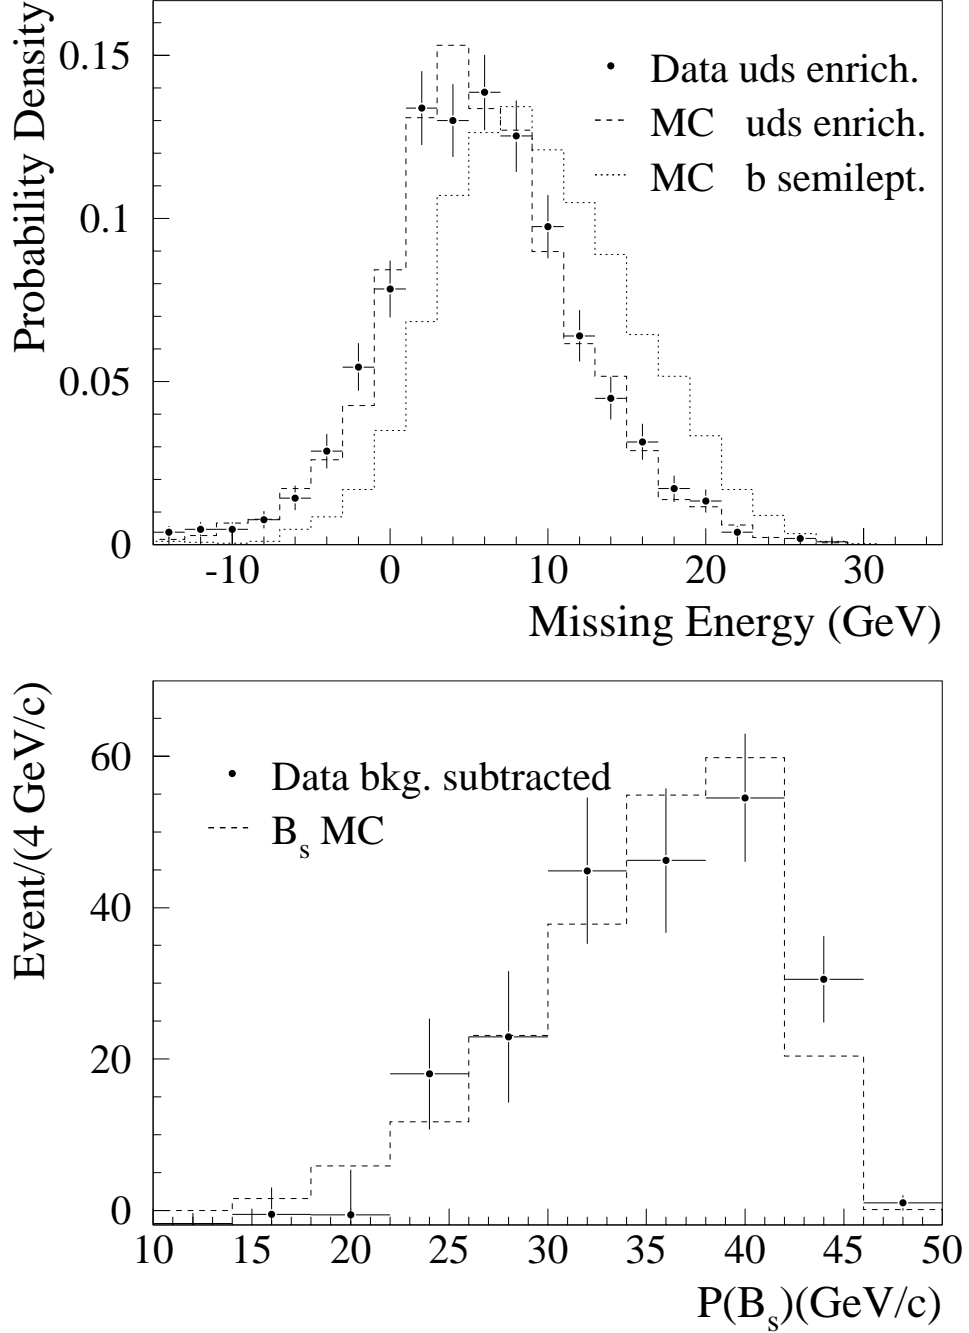 Probability Density
0.15
0.1
0.05
0
Data uds enrich.
MC uds enrich.
MC b semilept.
-10 0 10 20 30
Missing Energy (GeV)
Event/(4 GeV/c)
60
40
20
0
Data bkg. subtracted
Bs MC
10 15 20 25 30 35 40 45 50
P(Bs)(GeV/c)